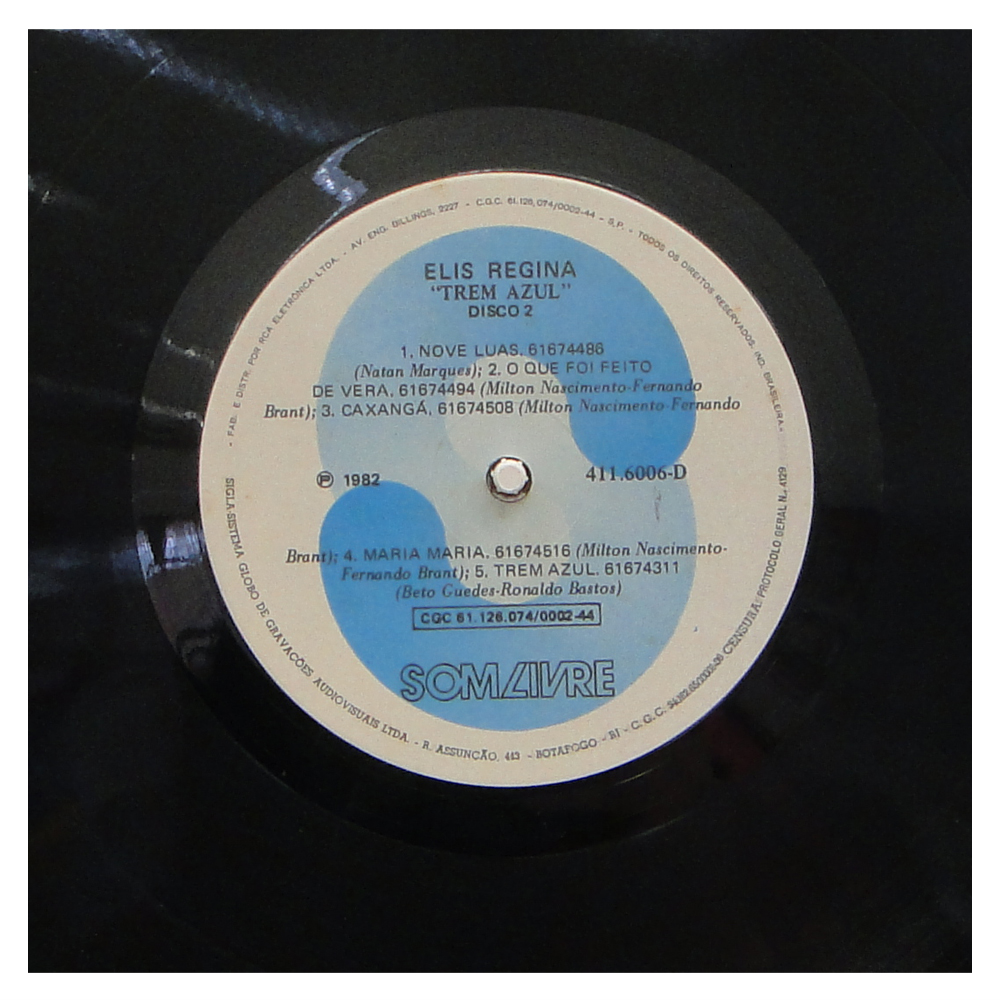 - FAB. E DISTR. POR RCA ELETRÔNICA LTDA. - AV. ENG. BILLINGS, 2227 - C.G.C. 61.126.074/0002-44 - S.P. - TODOS OS DIREITOS RESERVADOS. IND. BRASILEIRA.-
ELIS REGINA
"TREM AZUL"
DISCO 2
1. NOVE LUAS. 61674486
(Natan Marques); 2. O QUE FOI FEITO
DE VERA. 61674494 (Milton Nascimento-Fernando
Brant); 3. CAXANGÁ, 61674508 (Milton Nascimento-Fernando
℗ 1982
411.6006-D
Brant); 4. MARIA MARIA. 61674516 (Milton Nascimento-
Fernando Brant); 5. TREM AZUL. 61674311
(Beto Guedes-Ronaldo Bastos)
CGC 61.126.074/0002-44
SOM LIVRE
SIGLA-SISTEMA GLOBO DE GRAVACÕES AUDIOVISUAIS LTDA. - R. ASSUNCÃO, 443 - BOTAFOGO - RJ - C.G.C. CENSURA: PROTOCOLO GERAL N.º 4129